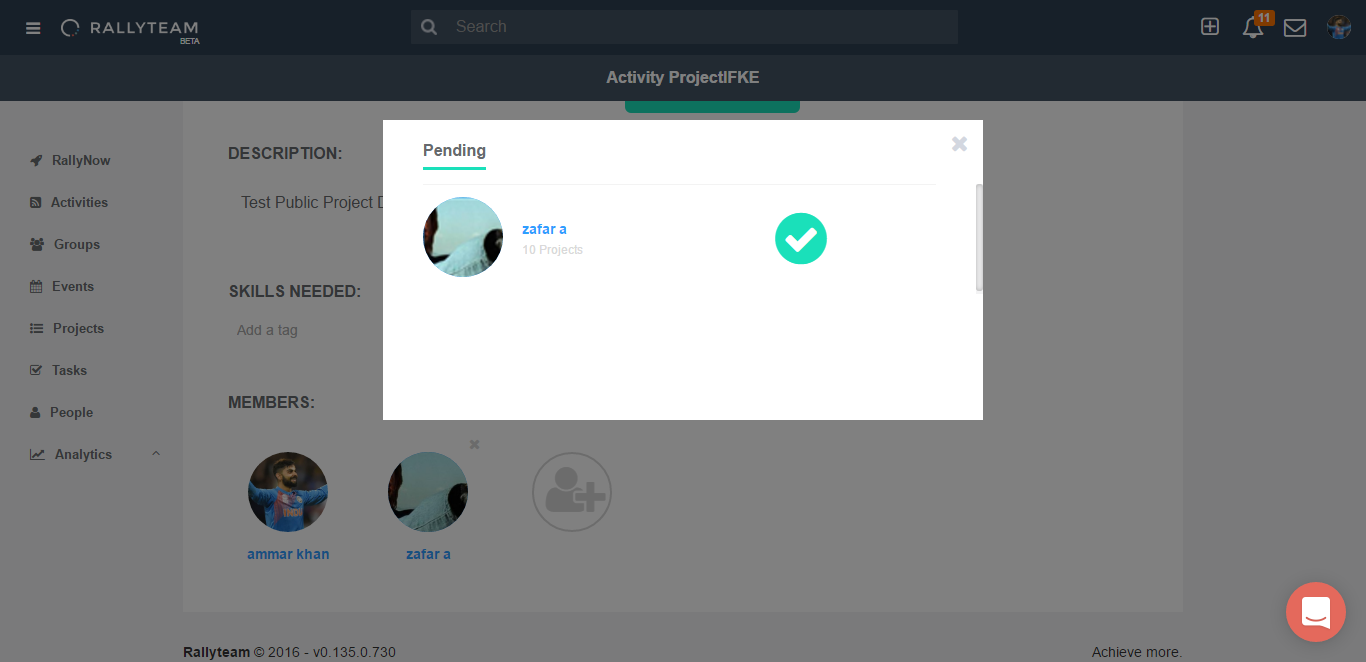 RALLYTEAM
BETA
Search
11
Activity ProjectIFKE
RallyNow
Activities
Groups
Events
Projects
Tasks
People
Analytics
DESCRIPTION:
Test Public Project D
SKILLS NEEDED:
Add a tag
MEMBERS:
ammar khan
zafar a
Pending
zafar a
10 Projects
Rallyteam © 2016 - v0.135.0.730
Achieve more.